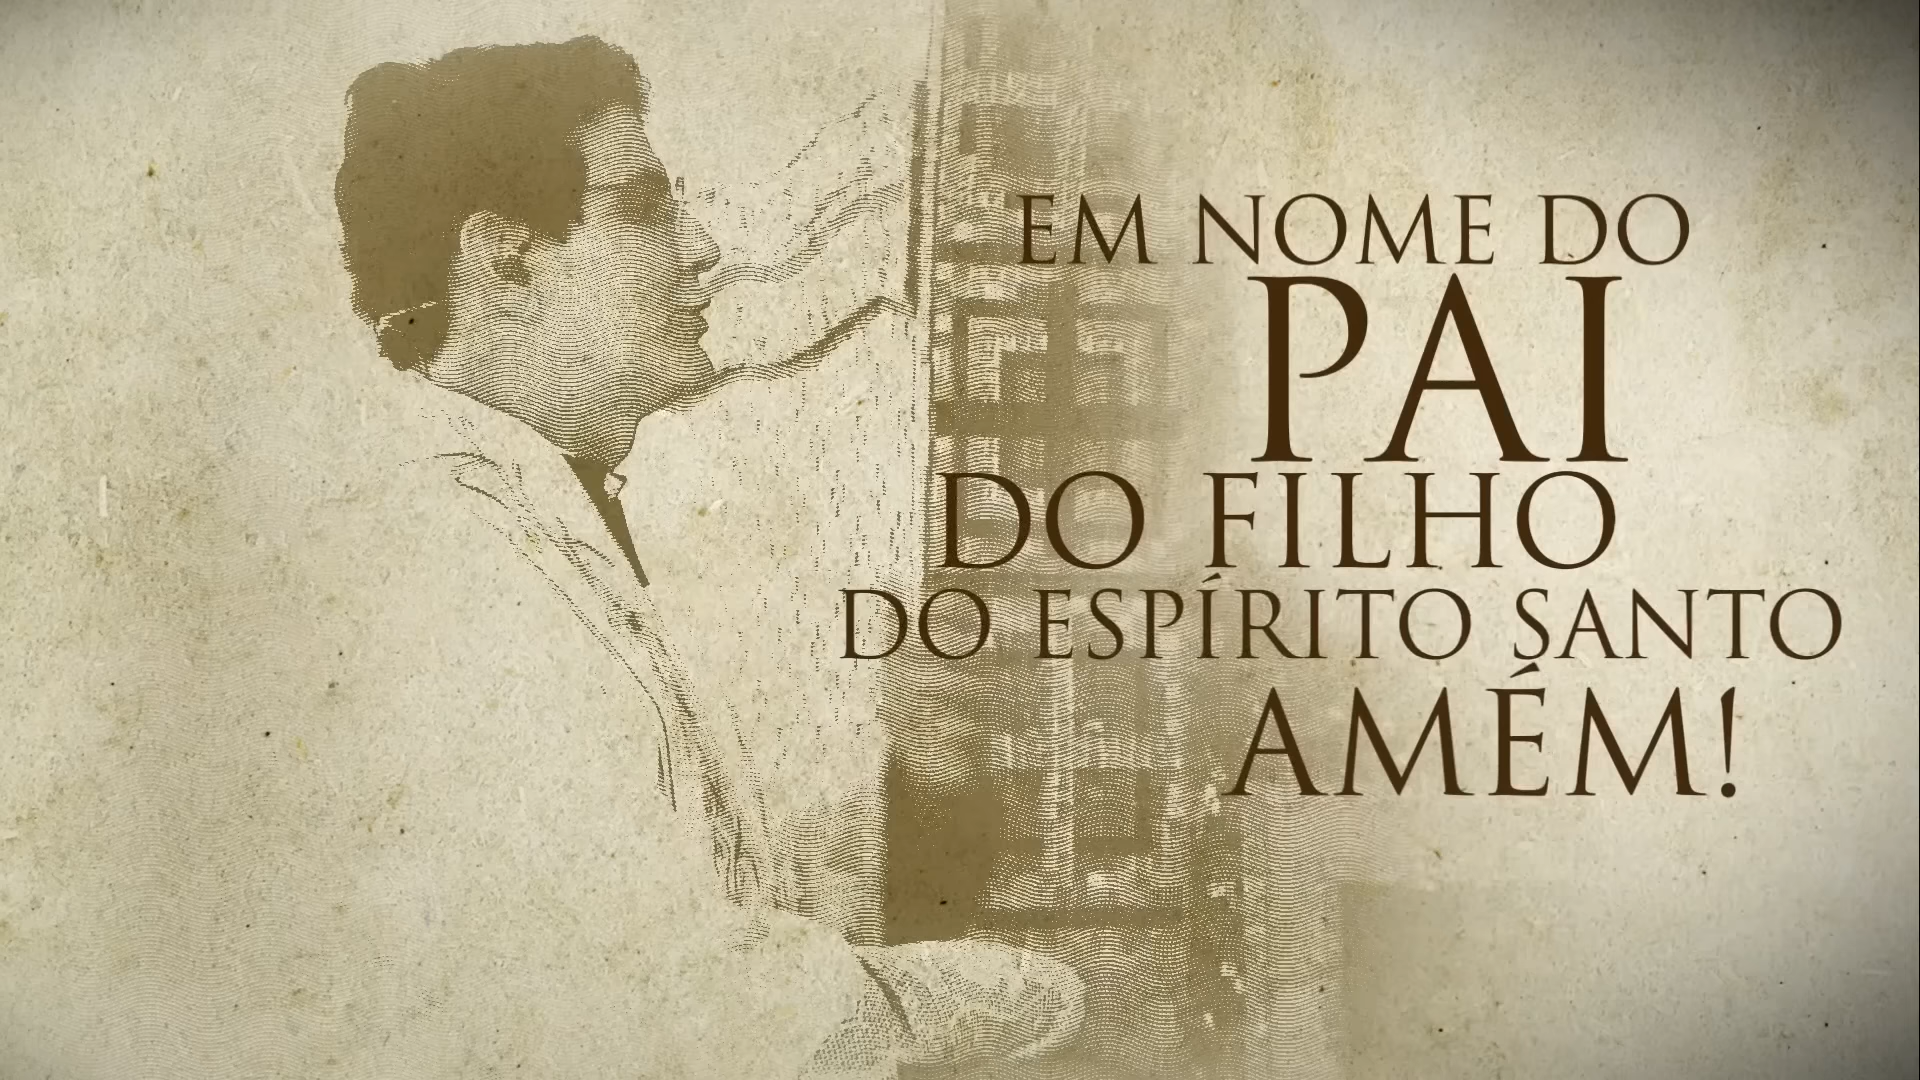 EM NOME DO
PAI
DO FILHO
DO ESPÍRITO SANTO
AMÉM!